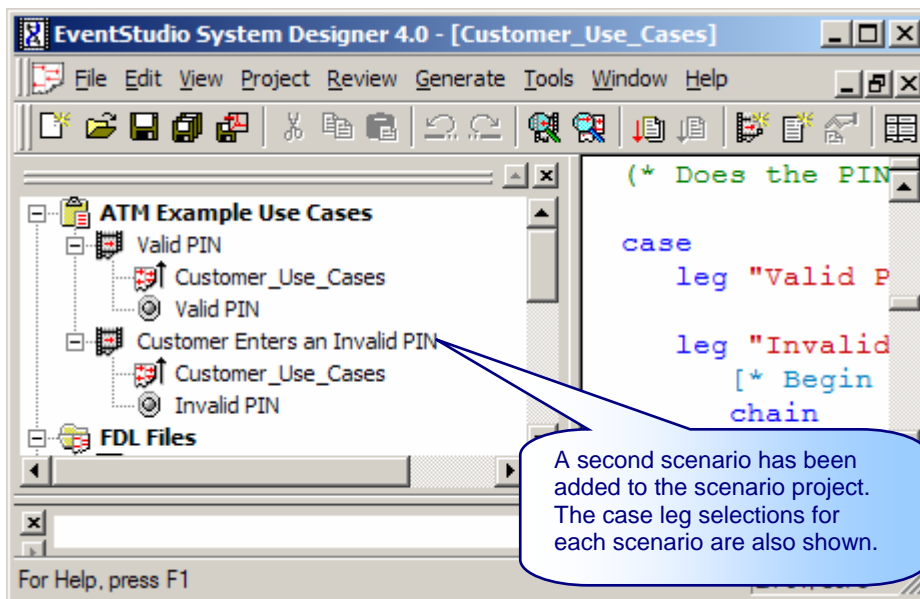 EventStudio System Designer 4.0 - [Customer_Use_Cases]
File Edit View Project Review Generate Tools Window Help
ATM Example Use Cases
Valid PIN
Customer_Use_Cases
Valid PIN
Customer Enters an Invalid PIN
Customer_Use_Cases
Invalid PIN
FDL Files
(* Does the PIN
case
leg "Valid P
leg "Invalid
[* Begin
chain
A second scenario has been
added to the scenario project.
The case leg selections for
each scenario are also shown.
For Help, press F1